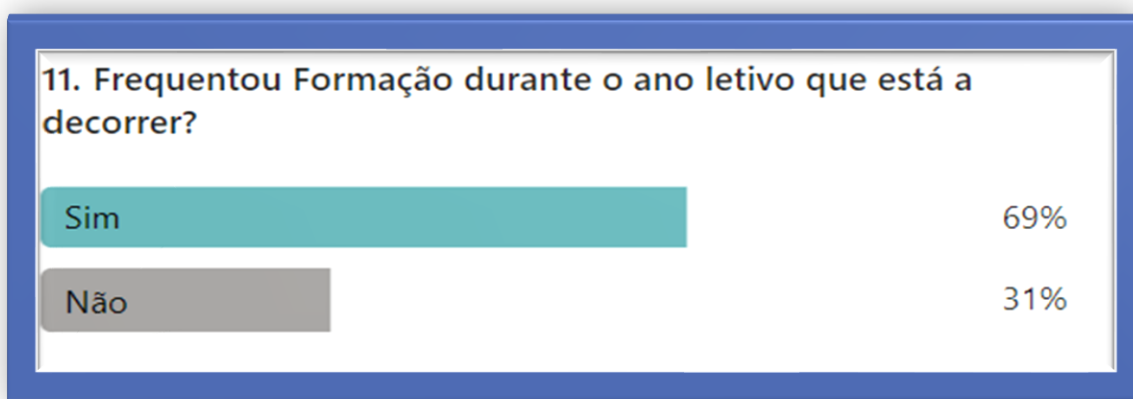 11. Frequentou Formação durante o ano letivo que está a
decorrer?
Sim 69%
Não 31%